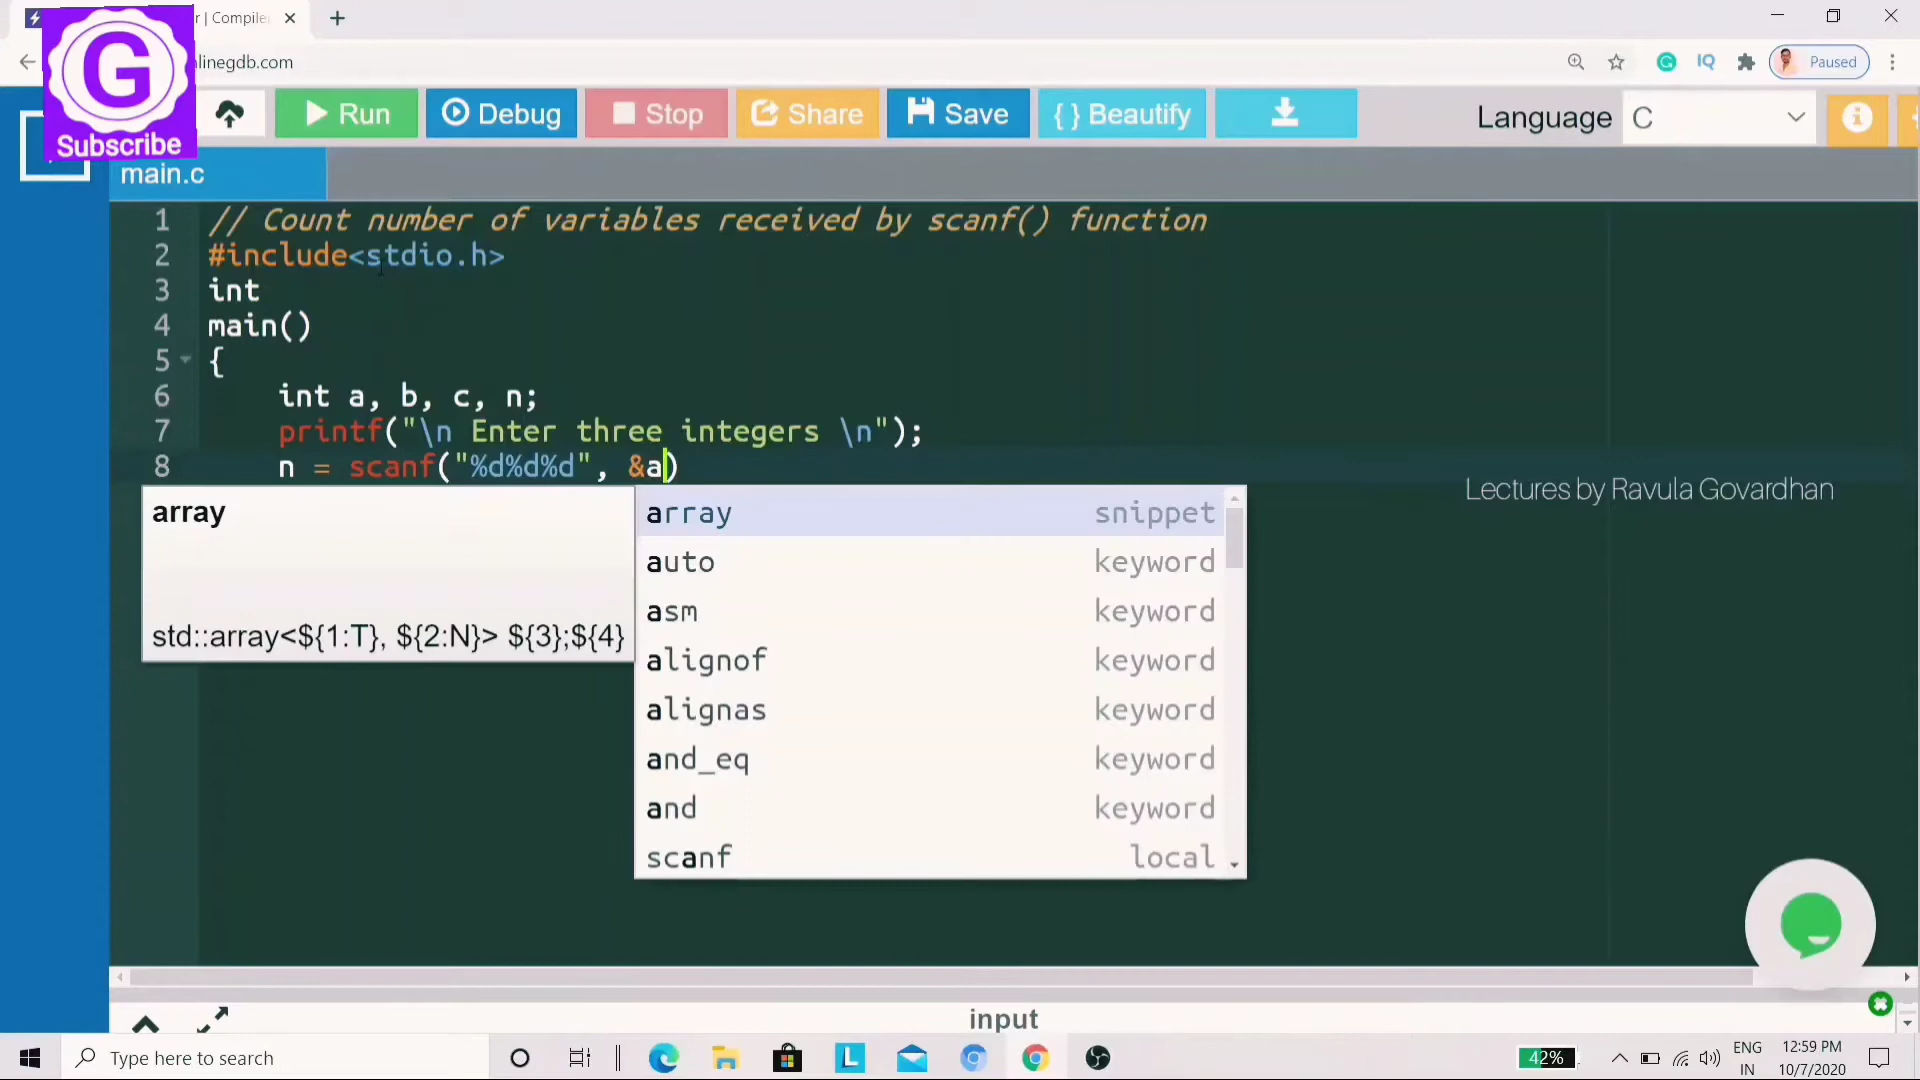 r | Compile
Paused
linegdb.com
IQ
G
Subscribe
Run
Debug
Stop
Share
Save
{ } Beautify
Language
C
main.c
1 // Count number of variables received by scanf() function
2 #include<stdio.h>
3 int
4 main()
5 {
6 int a, b, c, n;
7 printf("\n Enter three integers \n");
8 n = scanf("%d%d%d", &a)
Lectures by Ravula Govardhan
array
std::array<${1:T}, ${2:N}> ${3};${4}
array snippet
auto keyword
asm keyword
alignof keyword
alignas keyword
and_eq keyword
and keyword
scanf local
input
Type here to search
L
42%
ENG
IN
12:59 PM
10/7/2020